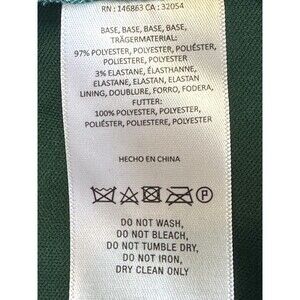 RN : 146863 CA : 32054
BASE, BASE, BASE, BASE,
TRÄGERMATERIAL:
97% POLYESTER, POLYESTER, POLIÉSTER,
POLIESTERE, POLYESTER
3% ELASTANE, ÉLASTHANNE,
ELASTANE, ELASTAN, ELASTAN
LINING, DOUBLURE, FORRO, FODERA,
FUTTER:
100% POLYESTER, POLYESTER,
POLIÉSTER, POLIESTERE, POLYESTER
HECHO EN CHINA
P
DO NOT WASH,
DO NOT BLEACH,
DO NOT TUMBLE DRY,
DO NOT IRON,
DRY CLEAN ONLY